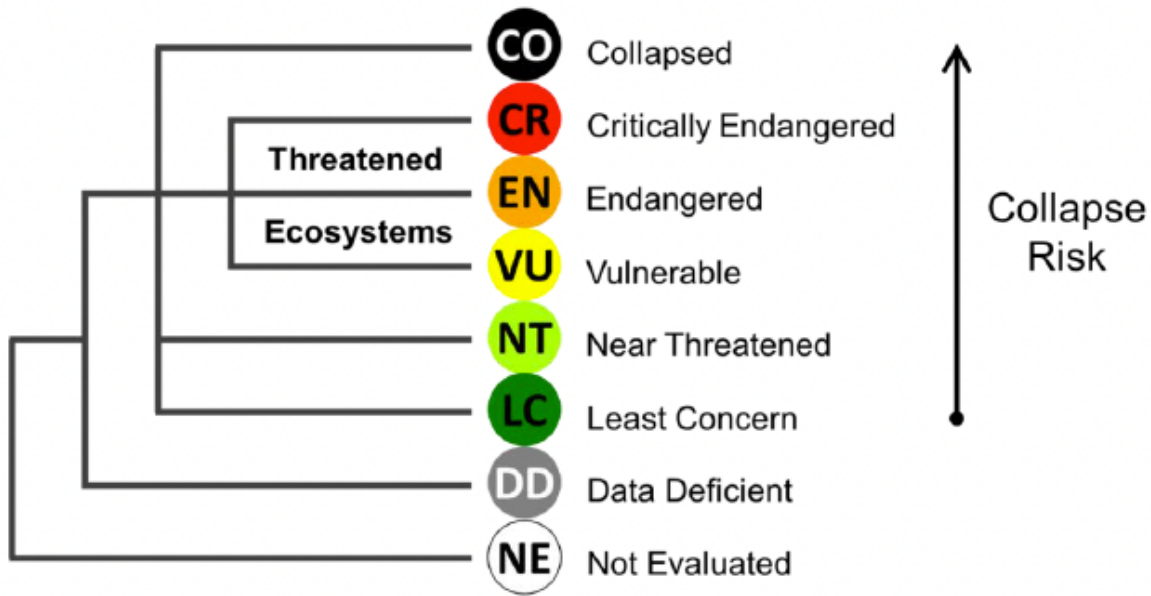 CO Collapsed
CR Critically Endangered
Threatened
EN Endangered
Ecosystems
VU Vulnerable
NT Near Threatened
LC Least Concern
DD Data Deficient
NE Not Evaluated
Collapse
Risk